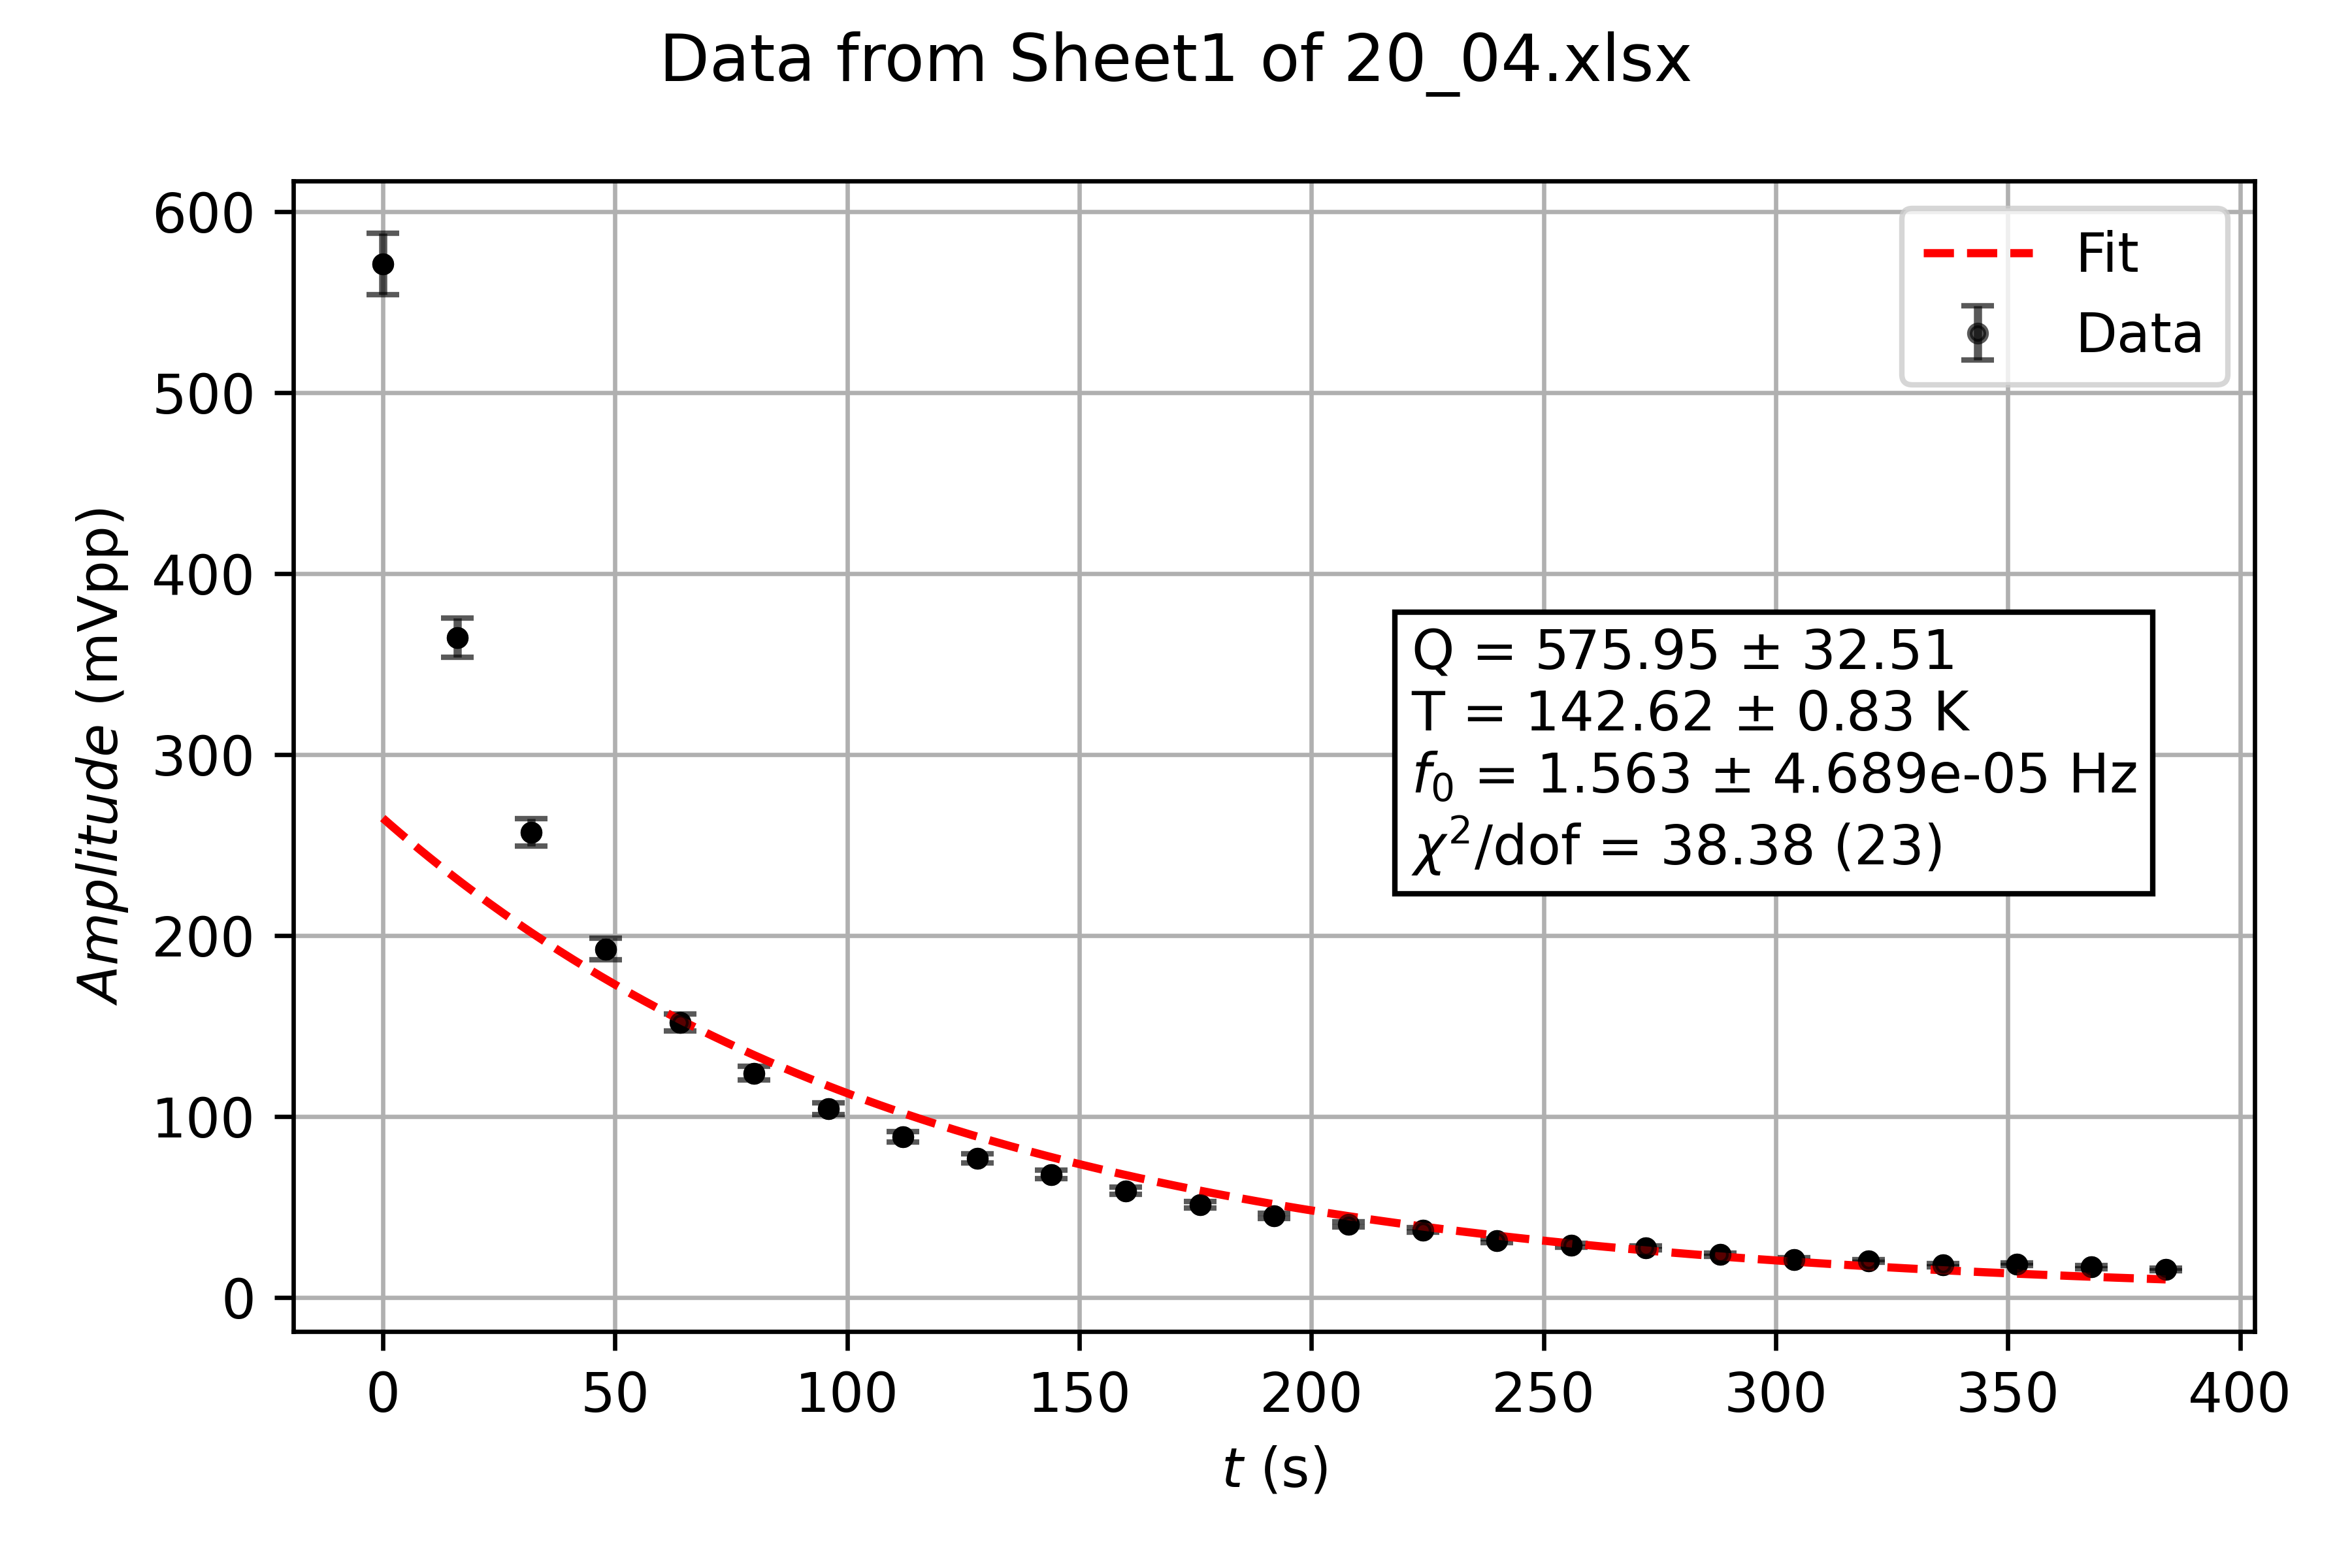 Data from Sheet1 of 20_04.xlsx
600
500
400
300
200
100
0
Amplitude (mVpp)
Fit
Data
Q = 575.95 ± 32.51
T = 142.62 ± 0.83 K
f₀ = 1.563 ± 4.689e-05 Hz
χ²/dof = 38.38 (23)
0 50 100 150 200 250 300 350 400
t (s)